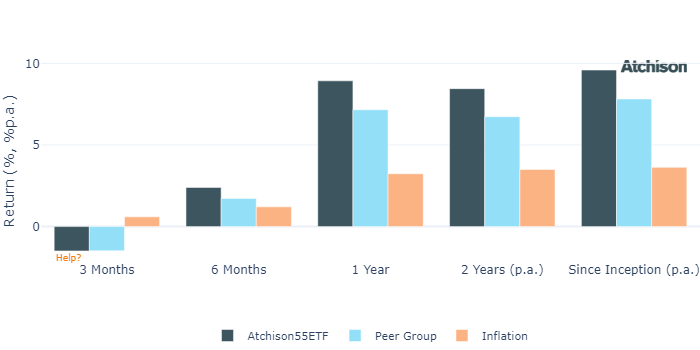 Atchison
10
5
0
Return (%, %p.a.)
Help?
3 Months
6 Months
1 Year
2 Years (p.a.)
Since Inception (p.a.)
Atchison55ETF
Peer Group
Inflation